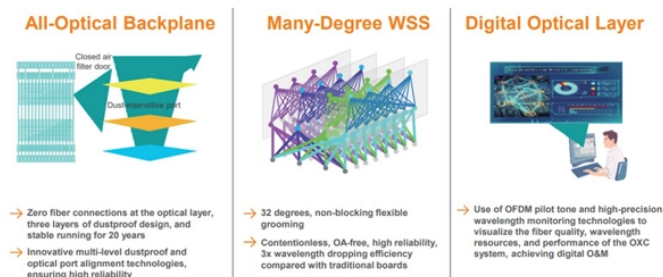 All-Optical Backplane
Closed air
filter door
Dust-insensitive port
→ Zero fiber connections at the optical layer,
three layers of dustproof design, and
stable running for 20 years
→ Innovative multi-level dustproof and
optical port alignment technologies,
ensuring high reliability
Many-Degree WSS
→ 32 degrees, non-blocking flexible
grooming
→ Contentionless, OA-free, high reliability,
3x wavelength dropping efficiency
compared with traditional boards
Digital Optical Layer
→ Use of OFDM pilot tone and high-precision
wavelength monitoring technologies to
visualize the fiber quality, wavelength
resources, and performance of the OXC
system, achieving digital O&M